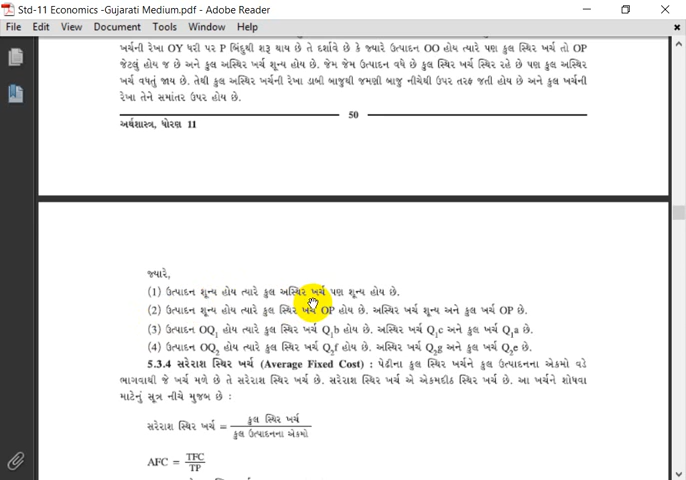 Std-11 Economics -Gujarati Medium.pdf - Adobe Reader
File Edit View Document Tools Window Help
ખર્ચની રેખા OY ધરી પર P બિંદુથી શરૂ થાય છે તે દર્શાવે છે કે જ્યારે ઉત્પાદન OO હોય ત્યારે પણ કુલ સ્થિર ખર્ચ તો OP
જેટલું હોય જ છે અને કુલ અસ્થિર ખર્ચ શૂન્ય હોય છે. જેમ જેમ ઉત્પાદન વધે છે કુલ સ્થિર ખર્ચ સ્થિર રહે છે પણ કુલ અસ્થિર
ખર્ચ વધતું જાય છે. તેથી કુલ અસ્થિર ખર્ચની રેખા ડાબી બાજુથી જમણી બાજુ નીચેથી ઉપર તરફ જતી હોય છે અને કુલ ખર્ચની
રેખા તેને સમાંતર ઉપર હોય છે.
50
અર્થશાસ્ત્ર, ધોરણ 11
જ્યારે,
(1) ઉત્પાદન શૂન્ય હોય ત્યારે કુલ અસ્થિર ખર્ચ પણ શૂન્ય હોય છે.
(2) ઉત્પાદન શૂન્ય હોય ત્યારે કુલ સ્થિર ખર્ચ OP હોય છે. અસ્થિર ખર્ચ શૂન્ય અને કુલ ખર્ચ OP છે.
(3) ઉત્પાદન OQ₁ હોય ત્યારે કુલ સ્થિર ખર્ચ Q₁b હોય છે. અસ્થિર ખર્ચ Q₁c અને કુલ ખર્ચ Q₁a છે.
(4) ઉત્પાદન OQ₂ હોય ત્યારે કુલ સ્થિર ખર્ચ Q₂f હોય છે. અસ્થિર ખર્ચ Q₂g અને કુલ ખર્ચ Q₂e છે.
5.3.4 સરેરાશ સ્થિર ખર્ચ (Average Fixed Cost) : પેઢીના કુલ સ્થિર ખર્ચને કુલ ઉત્પાદનના એકમો વડે
ભાગવાથી જે ખર્ચ મળે છે તે સરેરાશ સ્થિર ખર્ચ છે. સરેરાશ સ્થિર ખર્ચ એ એકમદીઠ સ્થિર ખર્ચ છે. આ ખર્ચને શોધવા
માટેનું સૂત્ર નીચે મુજબ છે :
સરેરાશ સ્થિર ખર્ચ = કુલ સ્થિર ખર્ચ
કુલ ઉત્પાદનના એકમો
AFC = TFC
TP